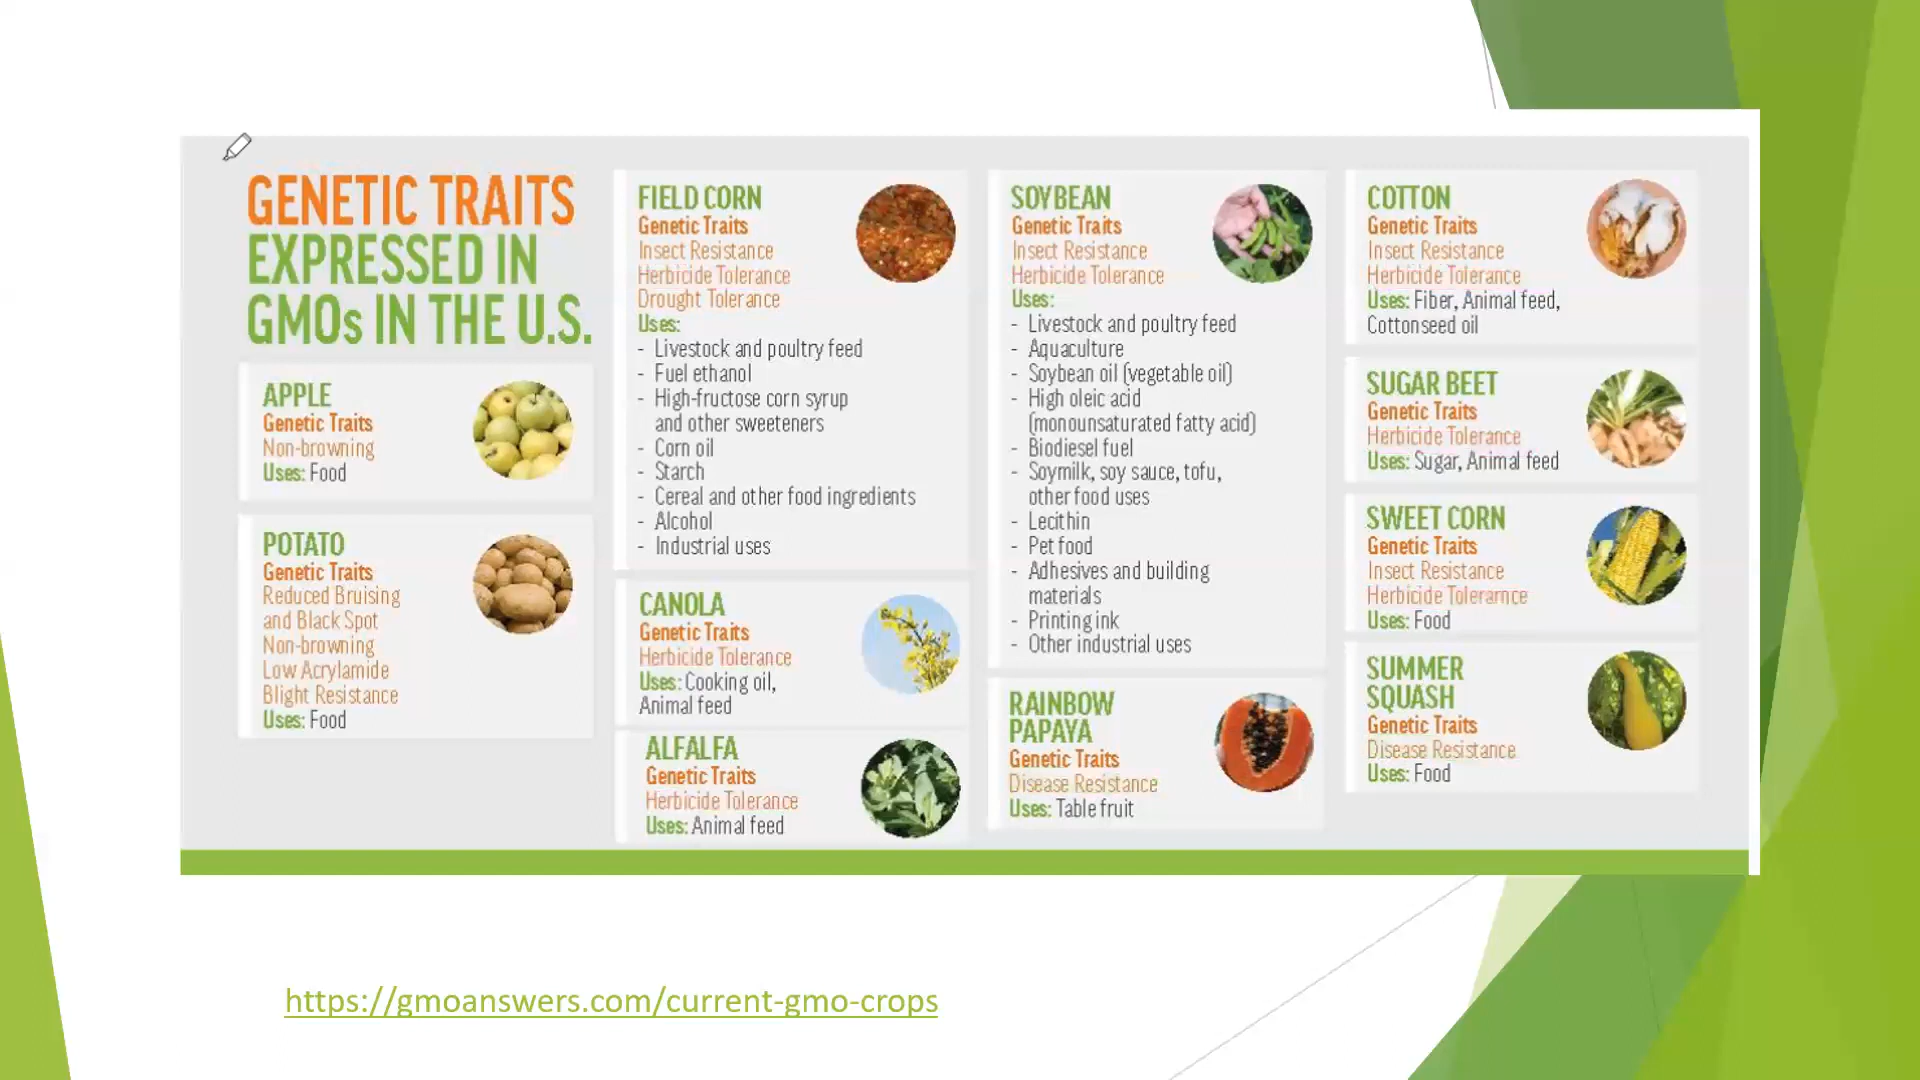 GENETIC TRAITS
EXPRESSED IN
GMOs IN THE U.S.
APPLE
Genetic Traits
Non-browning
Uses: Food
POTATO
Genetic Traits
Reduced Bruising
and Black Spot
Non-browning
Low Acrylamide
Blight Resistance
Uses: Food
FIELD CORN
Genetic Traits
Insect Resistance
Herbicide Tolerance
Drought Tolerance
Uses:
- Livestock and poultry feed
- Fuel ethanol
- High-fructose corn syrup
and other sweeteners
- Corn oil
- Starch
- Cereal and other food ingredients
- Alcohol
- Industrial uses
CANOLA
Genetic Traits
Herbicide Tolerance
Uses: Cooking oil,
Animal feed
ALFALFA
Genetic Traits
Herbicide Tolerance
Uses: Animal feed
SOYBEAN
Genetic Traits
Insect Resistance
Herbicide Tolerance
Uses:
- Livestock and poultry feed
- Aquaculture
- Soybean oil (vegetable oil)
- High oleic acid
(monounsaturated fatty acid)
- Biodiesel fuel
- Soymilk, soy sauce, tofu,
other food uses
- Lecithin
- Pet food
- Adhesives and building
materials
- Printing ink
- Other industrial uses
RAINBOW
PAPAYA
Genetic Traits
Disease Resistance
Uses: Table fruit
COTTON
Genetic Traits
Insect Resistance
Herbicide Tolerance
Uses: Fiber, Animal feed,
Cottonseed oil
SUGAR BEET
Genetic Traits
Herbicide Tolerance
Uses: Sugar, Animal feed
SWEET CORN
Genetic Traits
Insect Resistance
Herbicide Toleramce
Uses: Food
SUMMER
SQUASH
Genetic Traits
Disease Resistance
Uses: Food
https://gmoanswers.com/current-gmo-crops